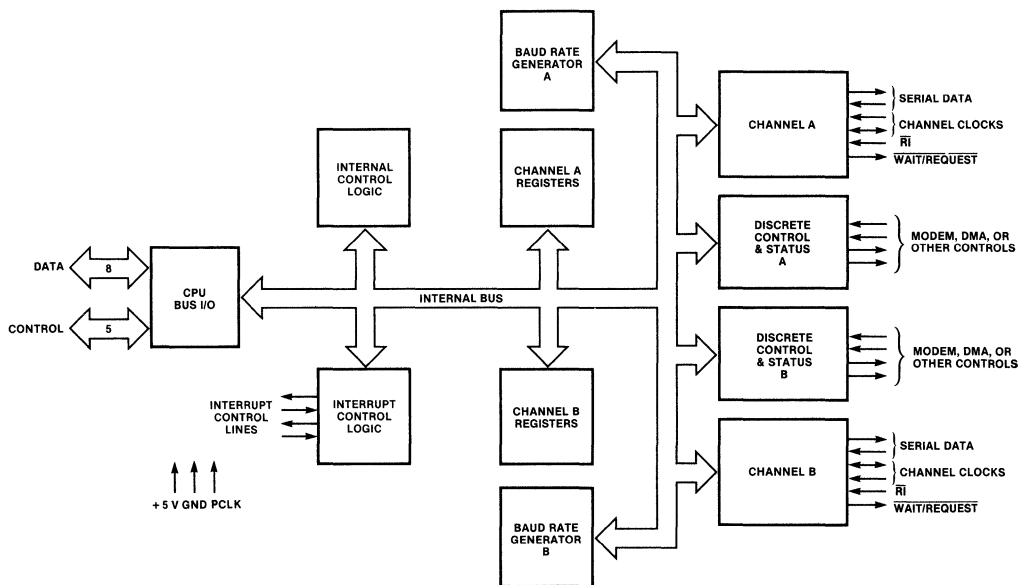 BAUD RATE
GENERATOR
A
CHANNEL A
SERIAL DATA
CHANNEL CLOCKS
RI
WAIT/REQUEST
INTERNAL
CONTROL
LOGIC
CHANNEL A
REGISTERS
DISCRETE
CONTROL
& STATUS
A
MODEM, DMA, OR
OTHER CONTROLS
DATA
8
CPU
BUS I/O
INTERNAL BUS
CONTROL
5
DISCRETE
CONTROL
& STATUS
B
MODEM, DMA, OR
OTHER CONTROLS
INTERRUPT
CONTROL
LINES
INTERRUPT
CONTROL
LOGIC
CHANNEL B
REGISTERS
CHANNEL B
SERIAL DATA
CHANNEL CLOCKS
RI
WAIT/REQUEST
+5 V GND PCLK
BAUD RATE
GENERATOR
B